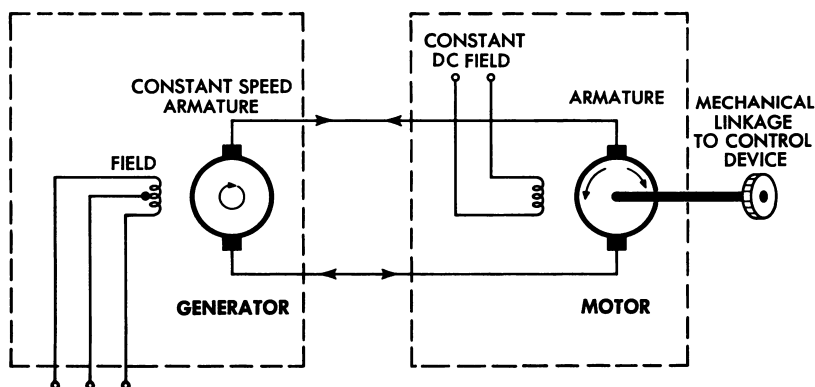 CONSTANT SPEED
ARMATURE
FIELD
GENERATOR
CONSTANT
DC FIELD
ARMATURE
MOTOR
MECHANICAL
LINKAGE
TO CONTROL
DEVICE